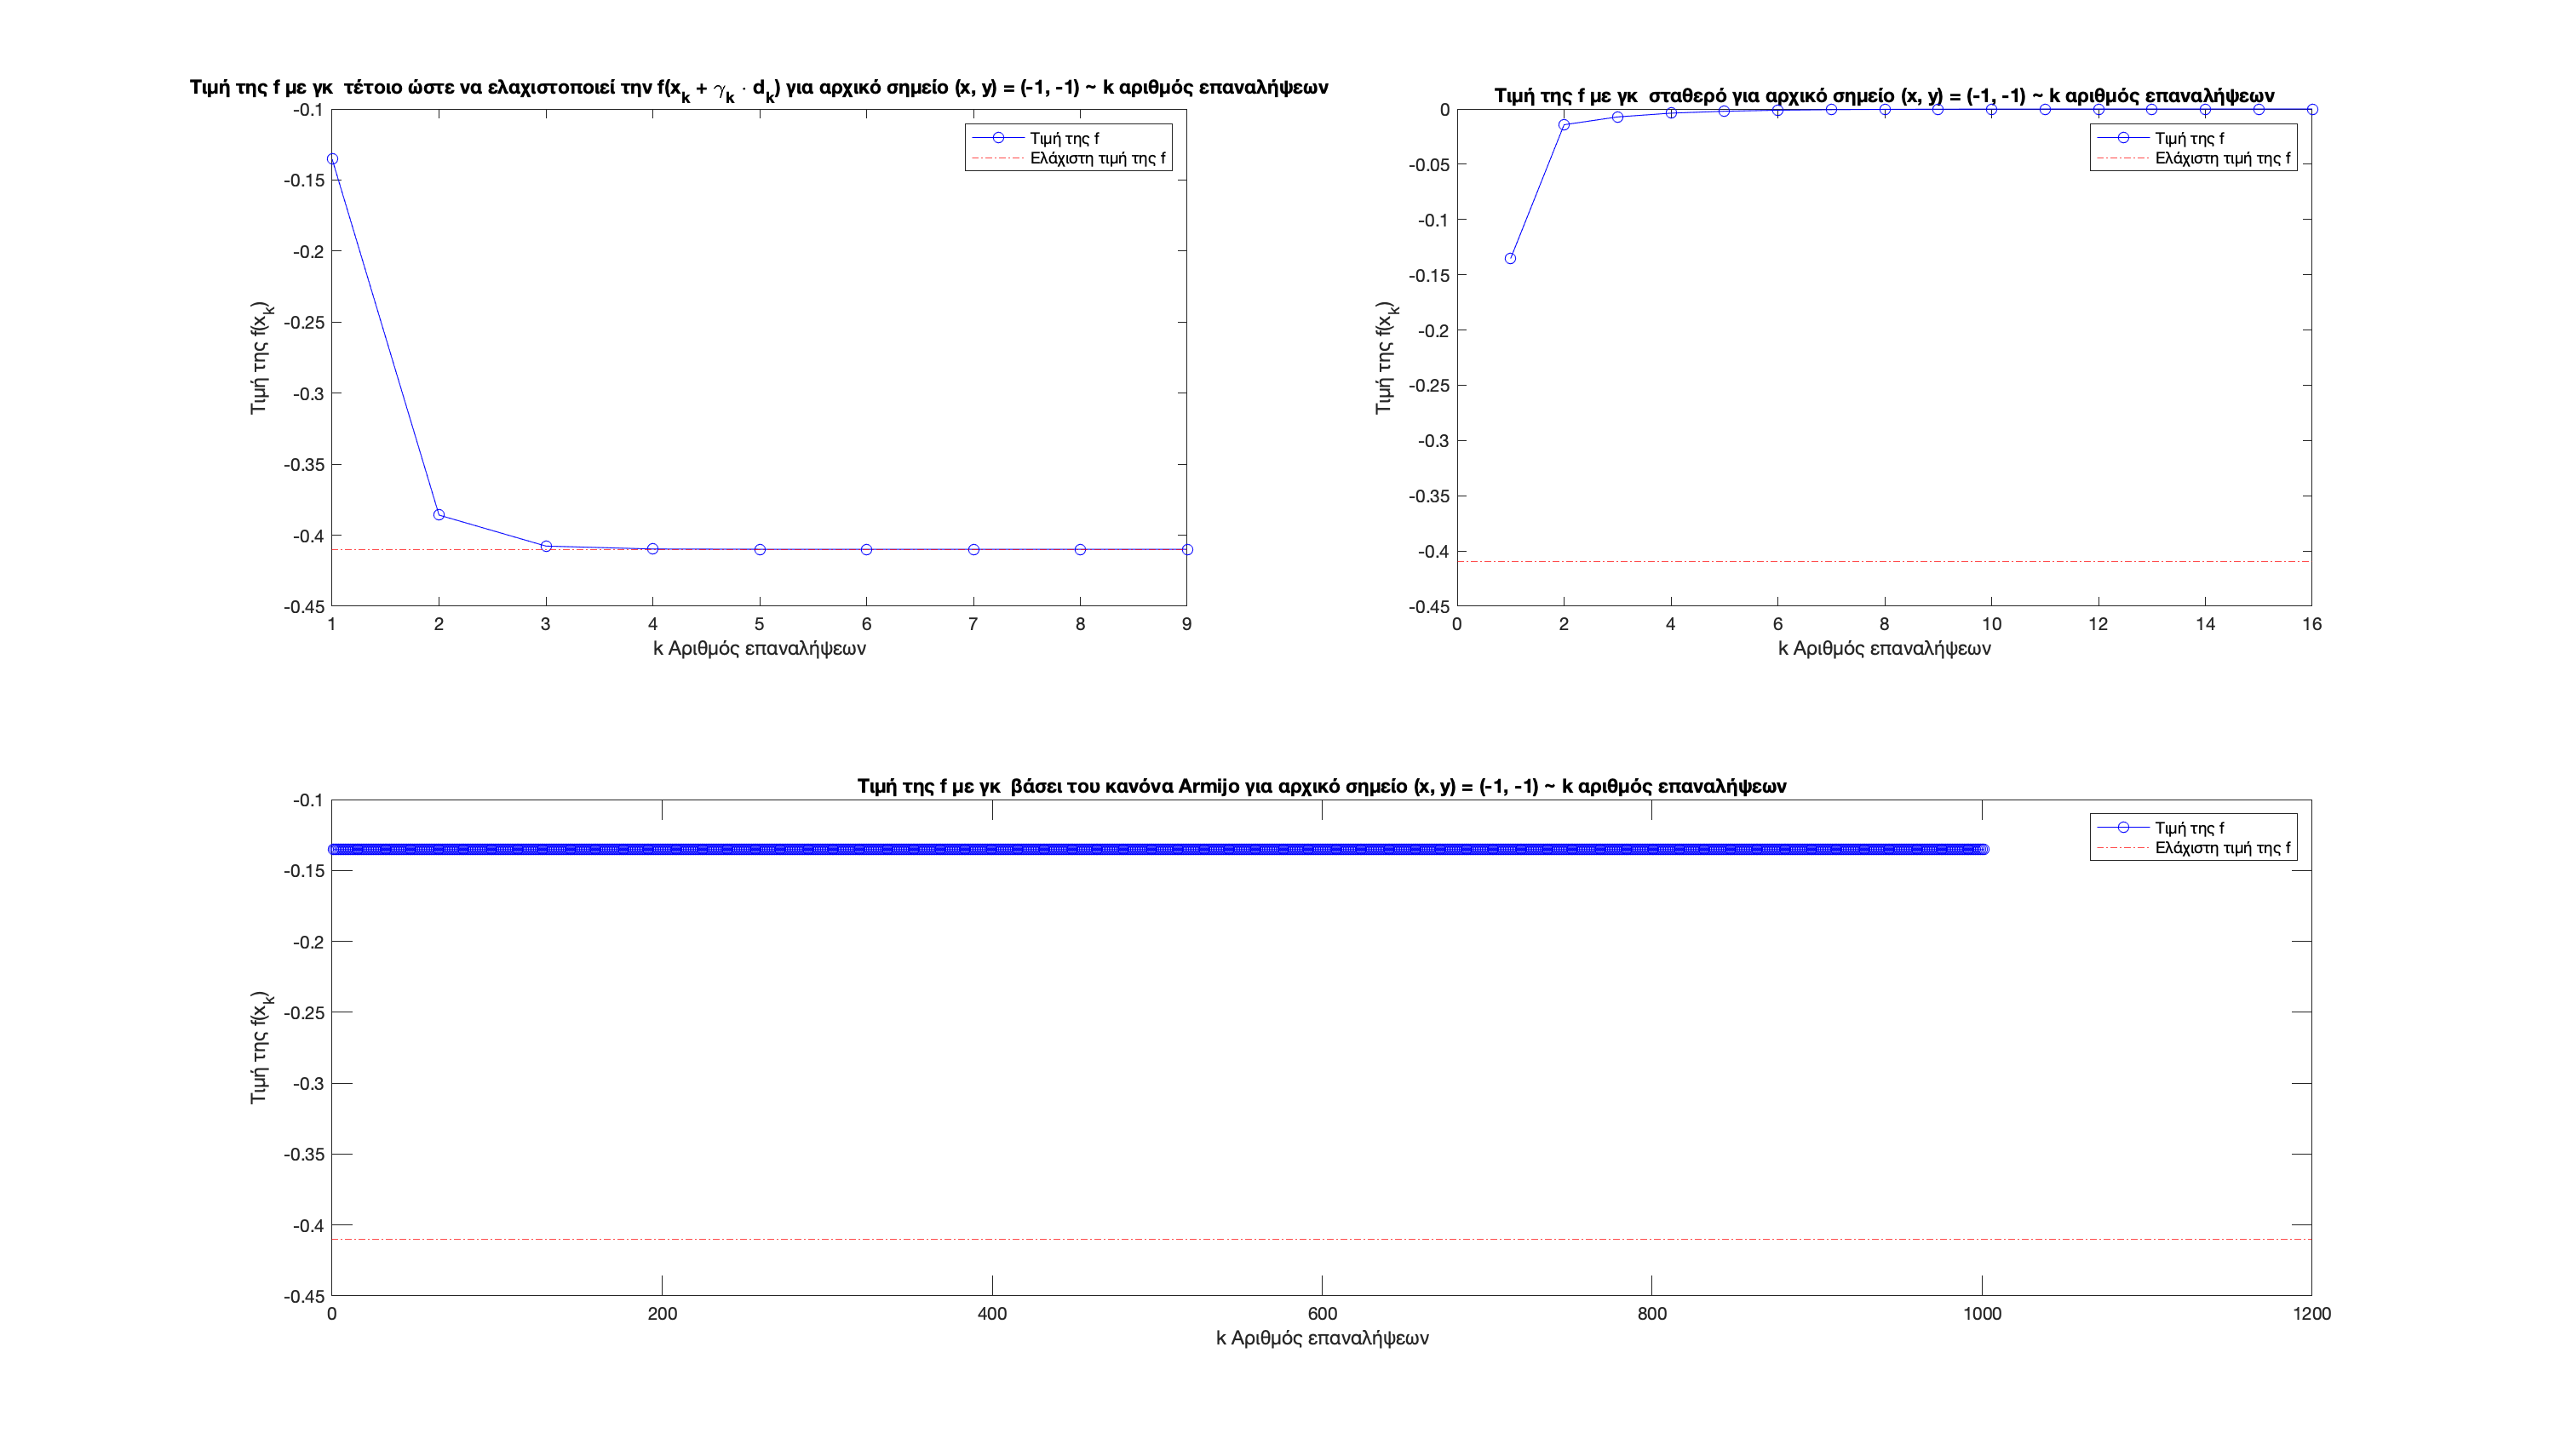 Τιμή της f με γκ τέτοιο ώστε να ελαχιστοποιεί την f(x_k + γ_k · d_k) για αρχικό σημείο (x, y) = (-1, -1) ~ k αριθμός επαναλήψεων
-0.1
-0.15
-0.2
-0.25
-0.3
-0.35
-0.4
-0.45
Τιμή της f(x_k)
Τιμή της f
Ελάχιστη τιμή της f
1 2 3 4 5 6 7 8 9
k Αριθμός επαναλήψεων
Τιμή της f με γκ σταθερό για αρχικό σημείο (x, y) = (-1, -1) ~ k αριθμός επαναλήψεων
0
-0.05
-0.1
-0.15
-0.2
-0.25
-0.3
-0.35
-0.4
-0.45
Τιμή της f(x_k)
Τιμή της f
Ελάχιστη τιμή της f
0 2 4 6 8 10 12 14 16
k Αριθμός επαναλήψεων
Τιμή της f με γκ βάσει του κανόνα Armijo για αρχικό σημείο (x, y) = (-1, -1) ~ k αριθμός επαναλήψεων
-0.1
-0.15
-0.2
-0.25
-0.3
-0.35
-0.4
-0.45
Τιμή της f(x_k)
Τιμή της f
Ελάχιστη τιμή της f
0 200 400 600 800 1000 1200
k Αριθμός επαναλήψεων